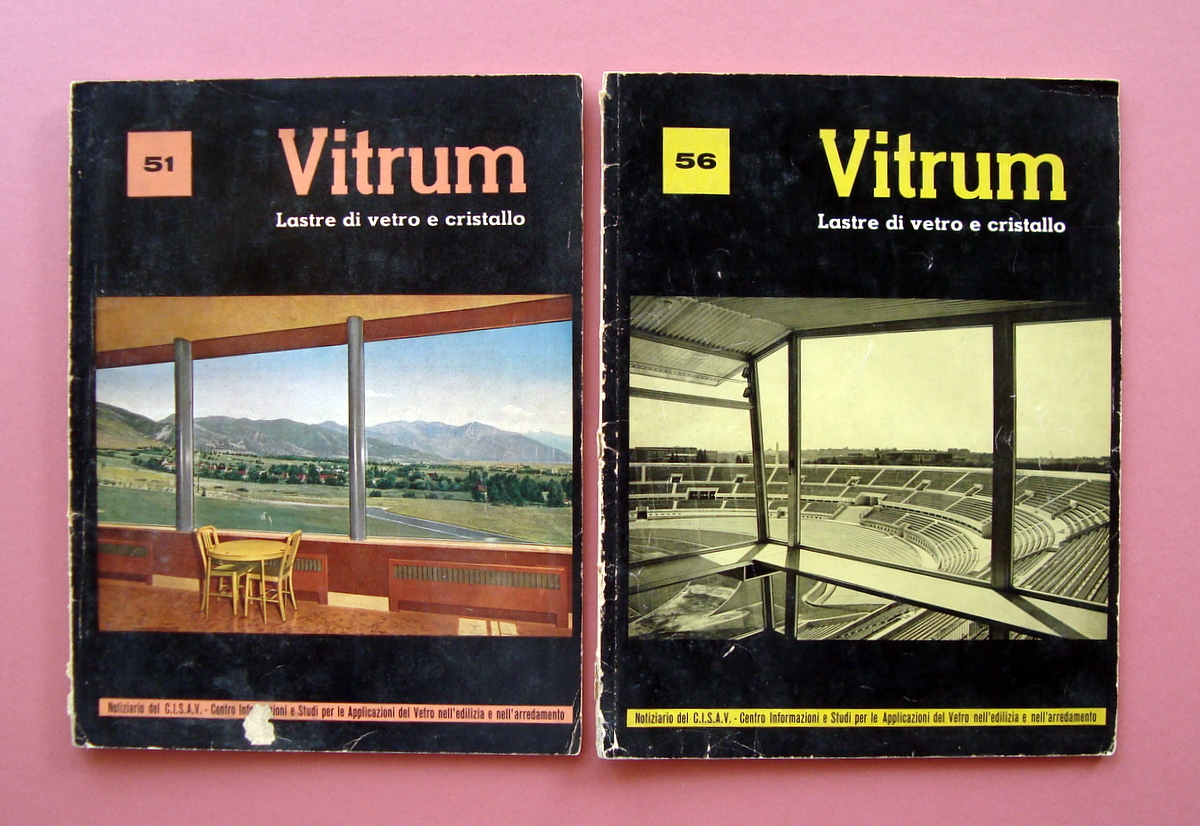 51
Vitrum
Lastre di vetro e cristallo
Notiziario del C.I.S.A.V. - Centro Informazioni e Studi per le Applicazioni del Vetro nell'edilizia e nell'arredamento
56
Vitrum
Lastre di vetro e cristallo
Notiziario del C.I.S.A.V. - Centro Informazioni e Studi per le Applicazioni del Vetro nell'edilizia e nell'arredamento